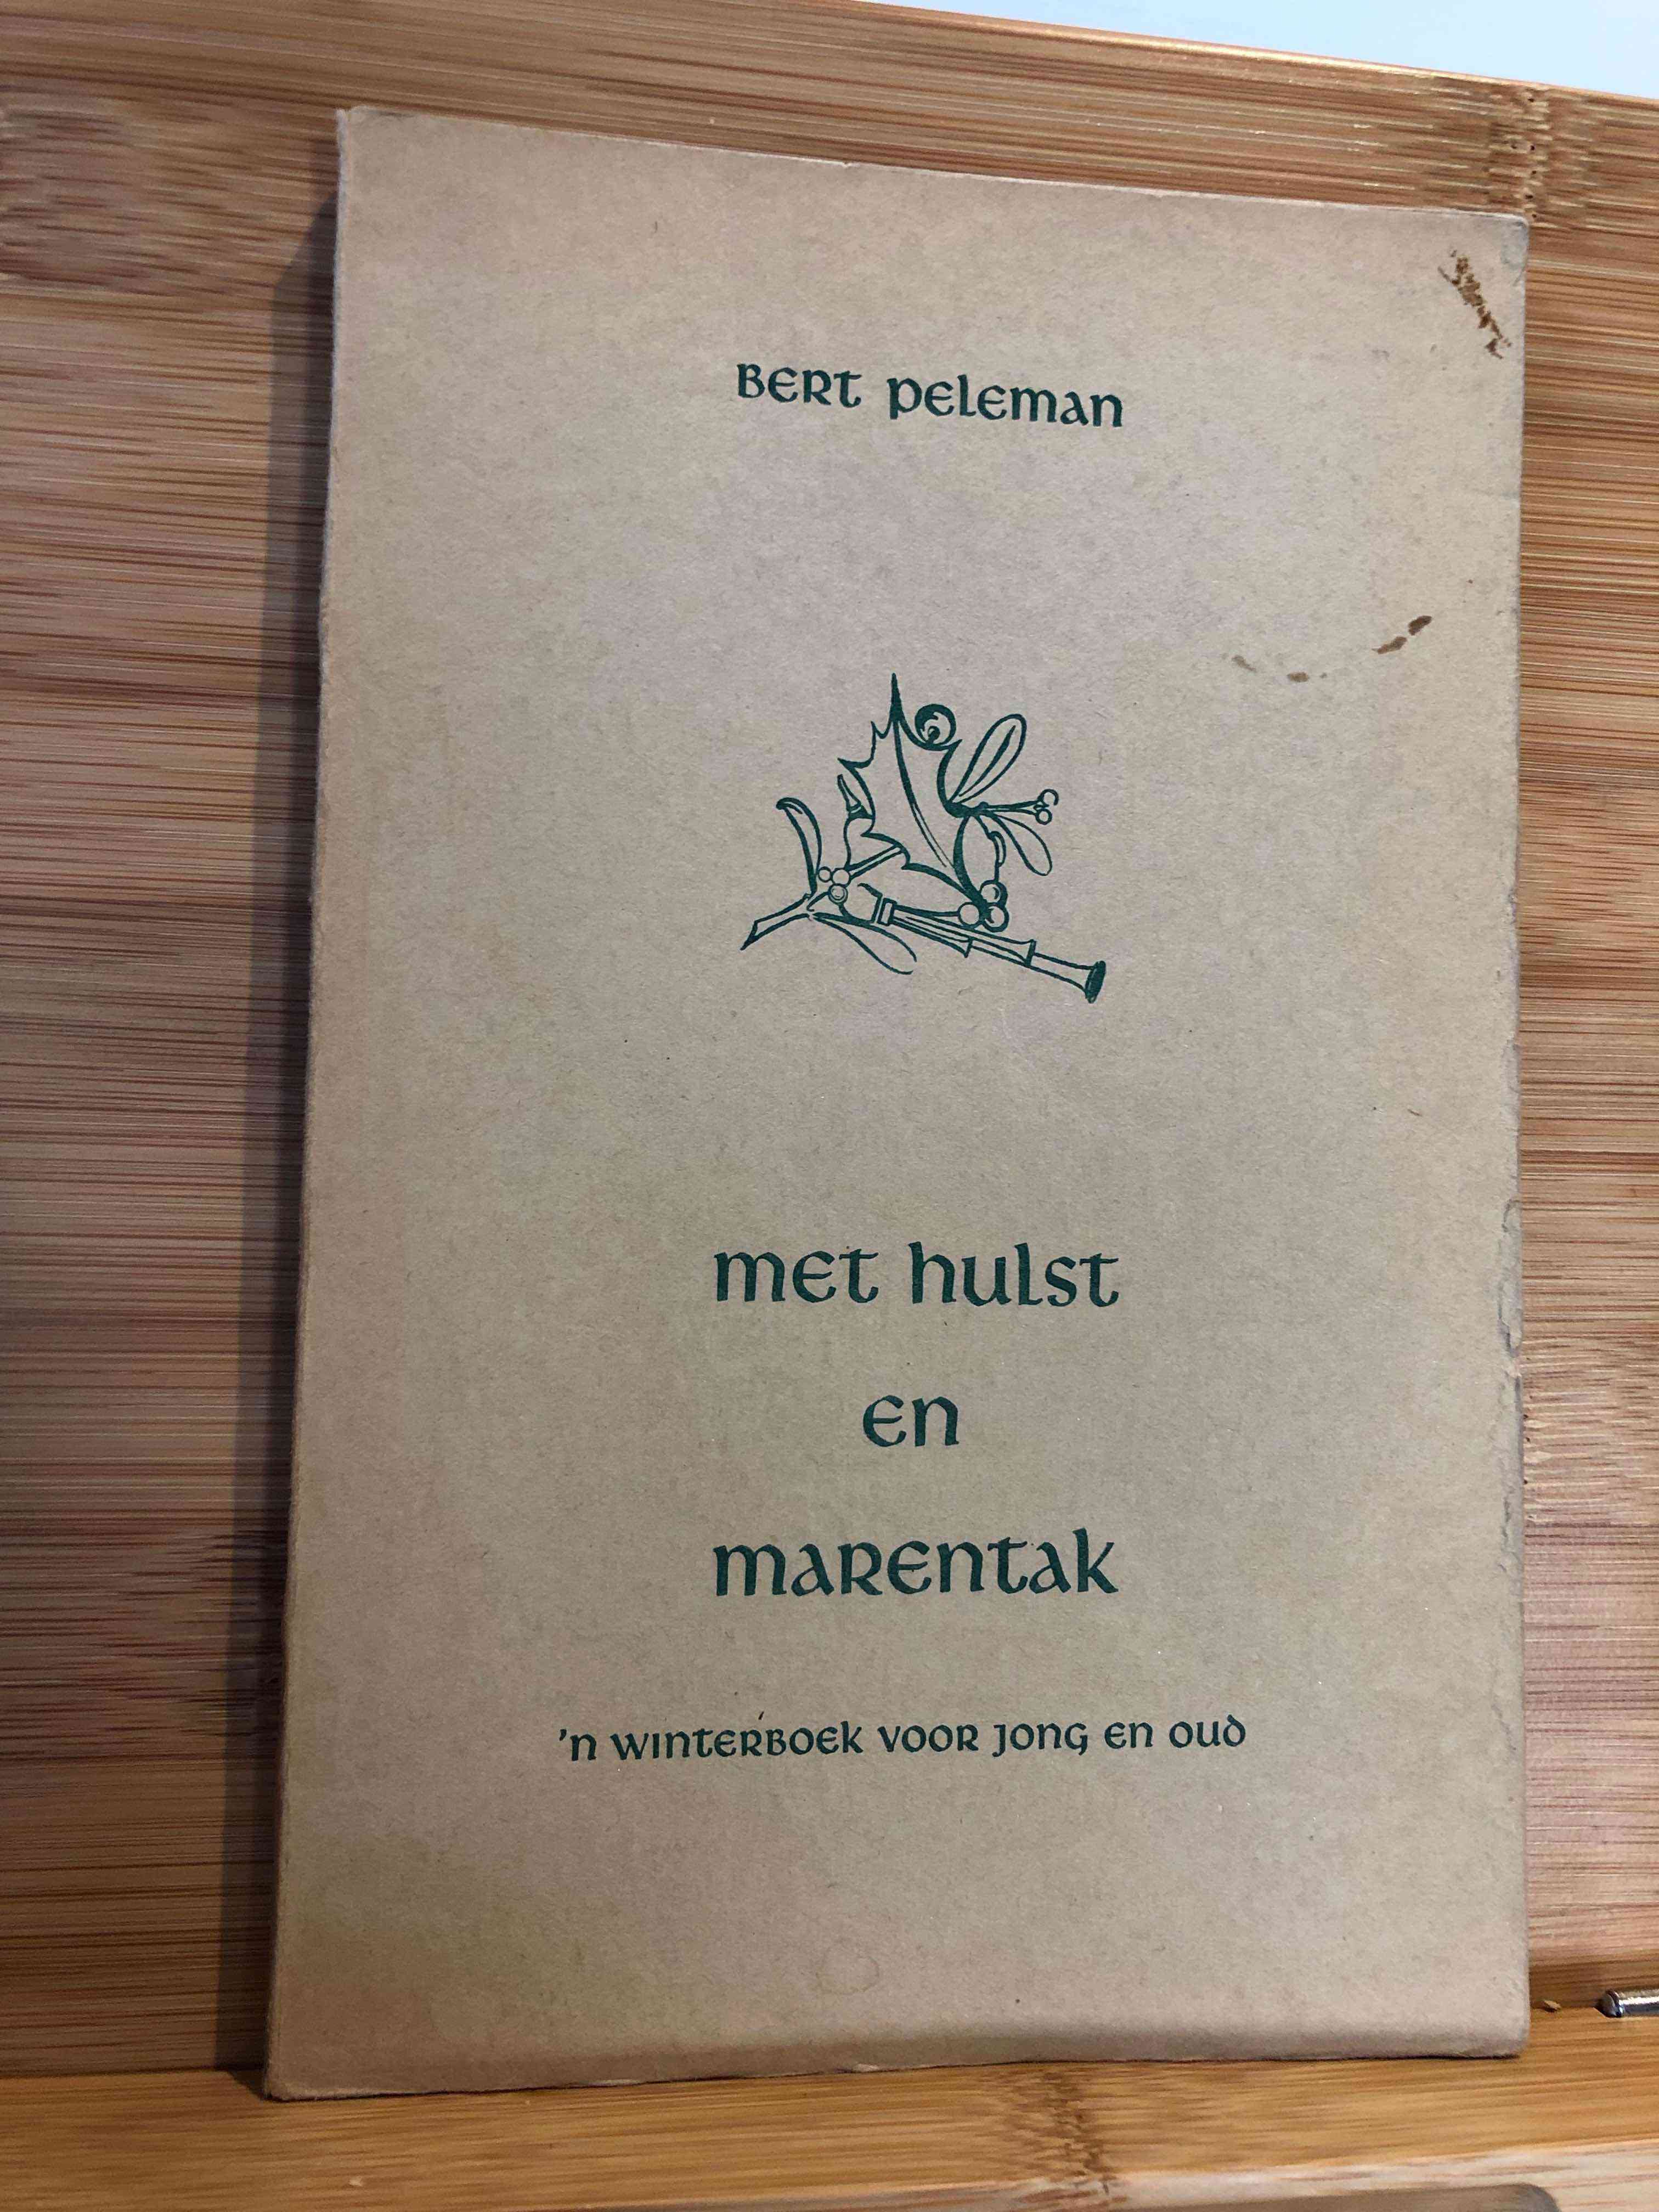 Bert Peleman
met hulst
en
marentak
'n winterboek voor jong en oud